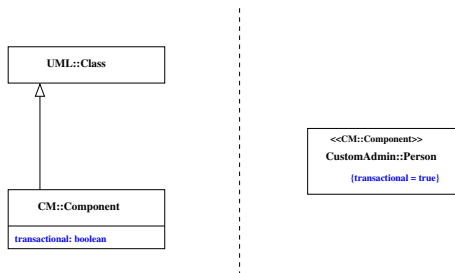 UML::Class
CM::Component
transactional: boolean
<<CM::Component>>
CustomAdmin::Person
{transactional = true}